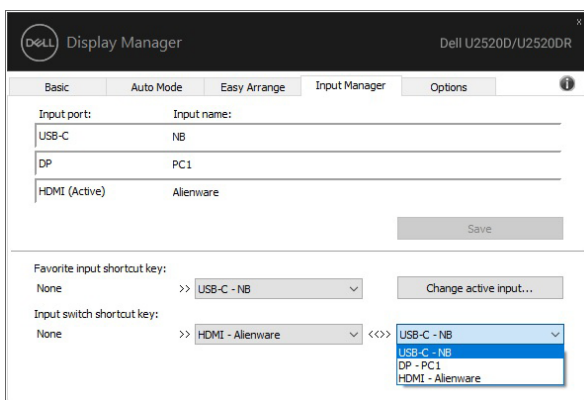 DELL Display Manager Dell U2520D/U2520DR x
Basic Auto Mode Easy Arrange Input Manager Options i
Input port: Input name:
USB-C NB
DP PC1
HDMI (Active) Alienware
Save
Favorite input shortcut key:
None >> USB-C - NB Change active input...
Input switch shortcut key:
None >> HDMI - Alienware <<>> USB-C - NB
USB-C - NB
DP - PC1
HDMI - Alienware